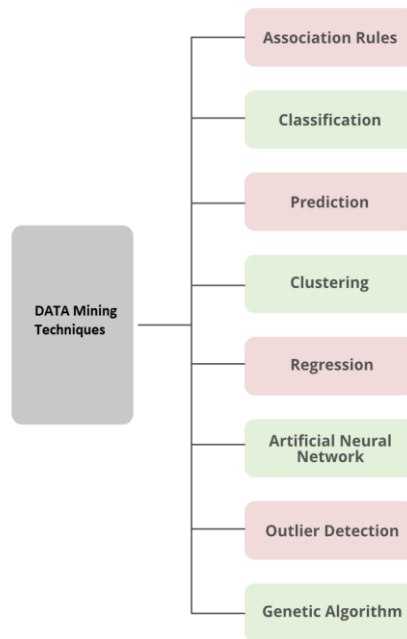 DATA Mining
Techniques
Association Rules
Classification
Prediction
Clustering
Regression
Artificial Neural
Network
Outlier Detection
Genetic Algorithm